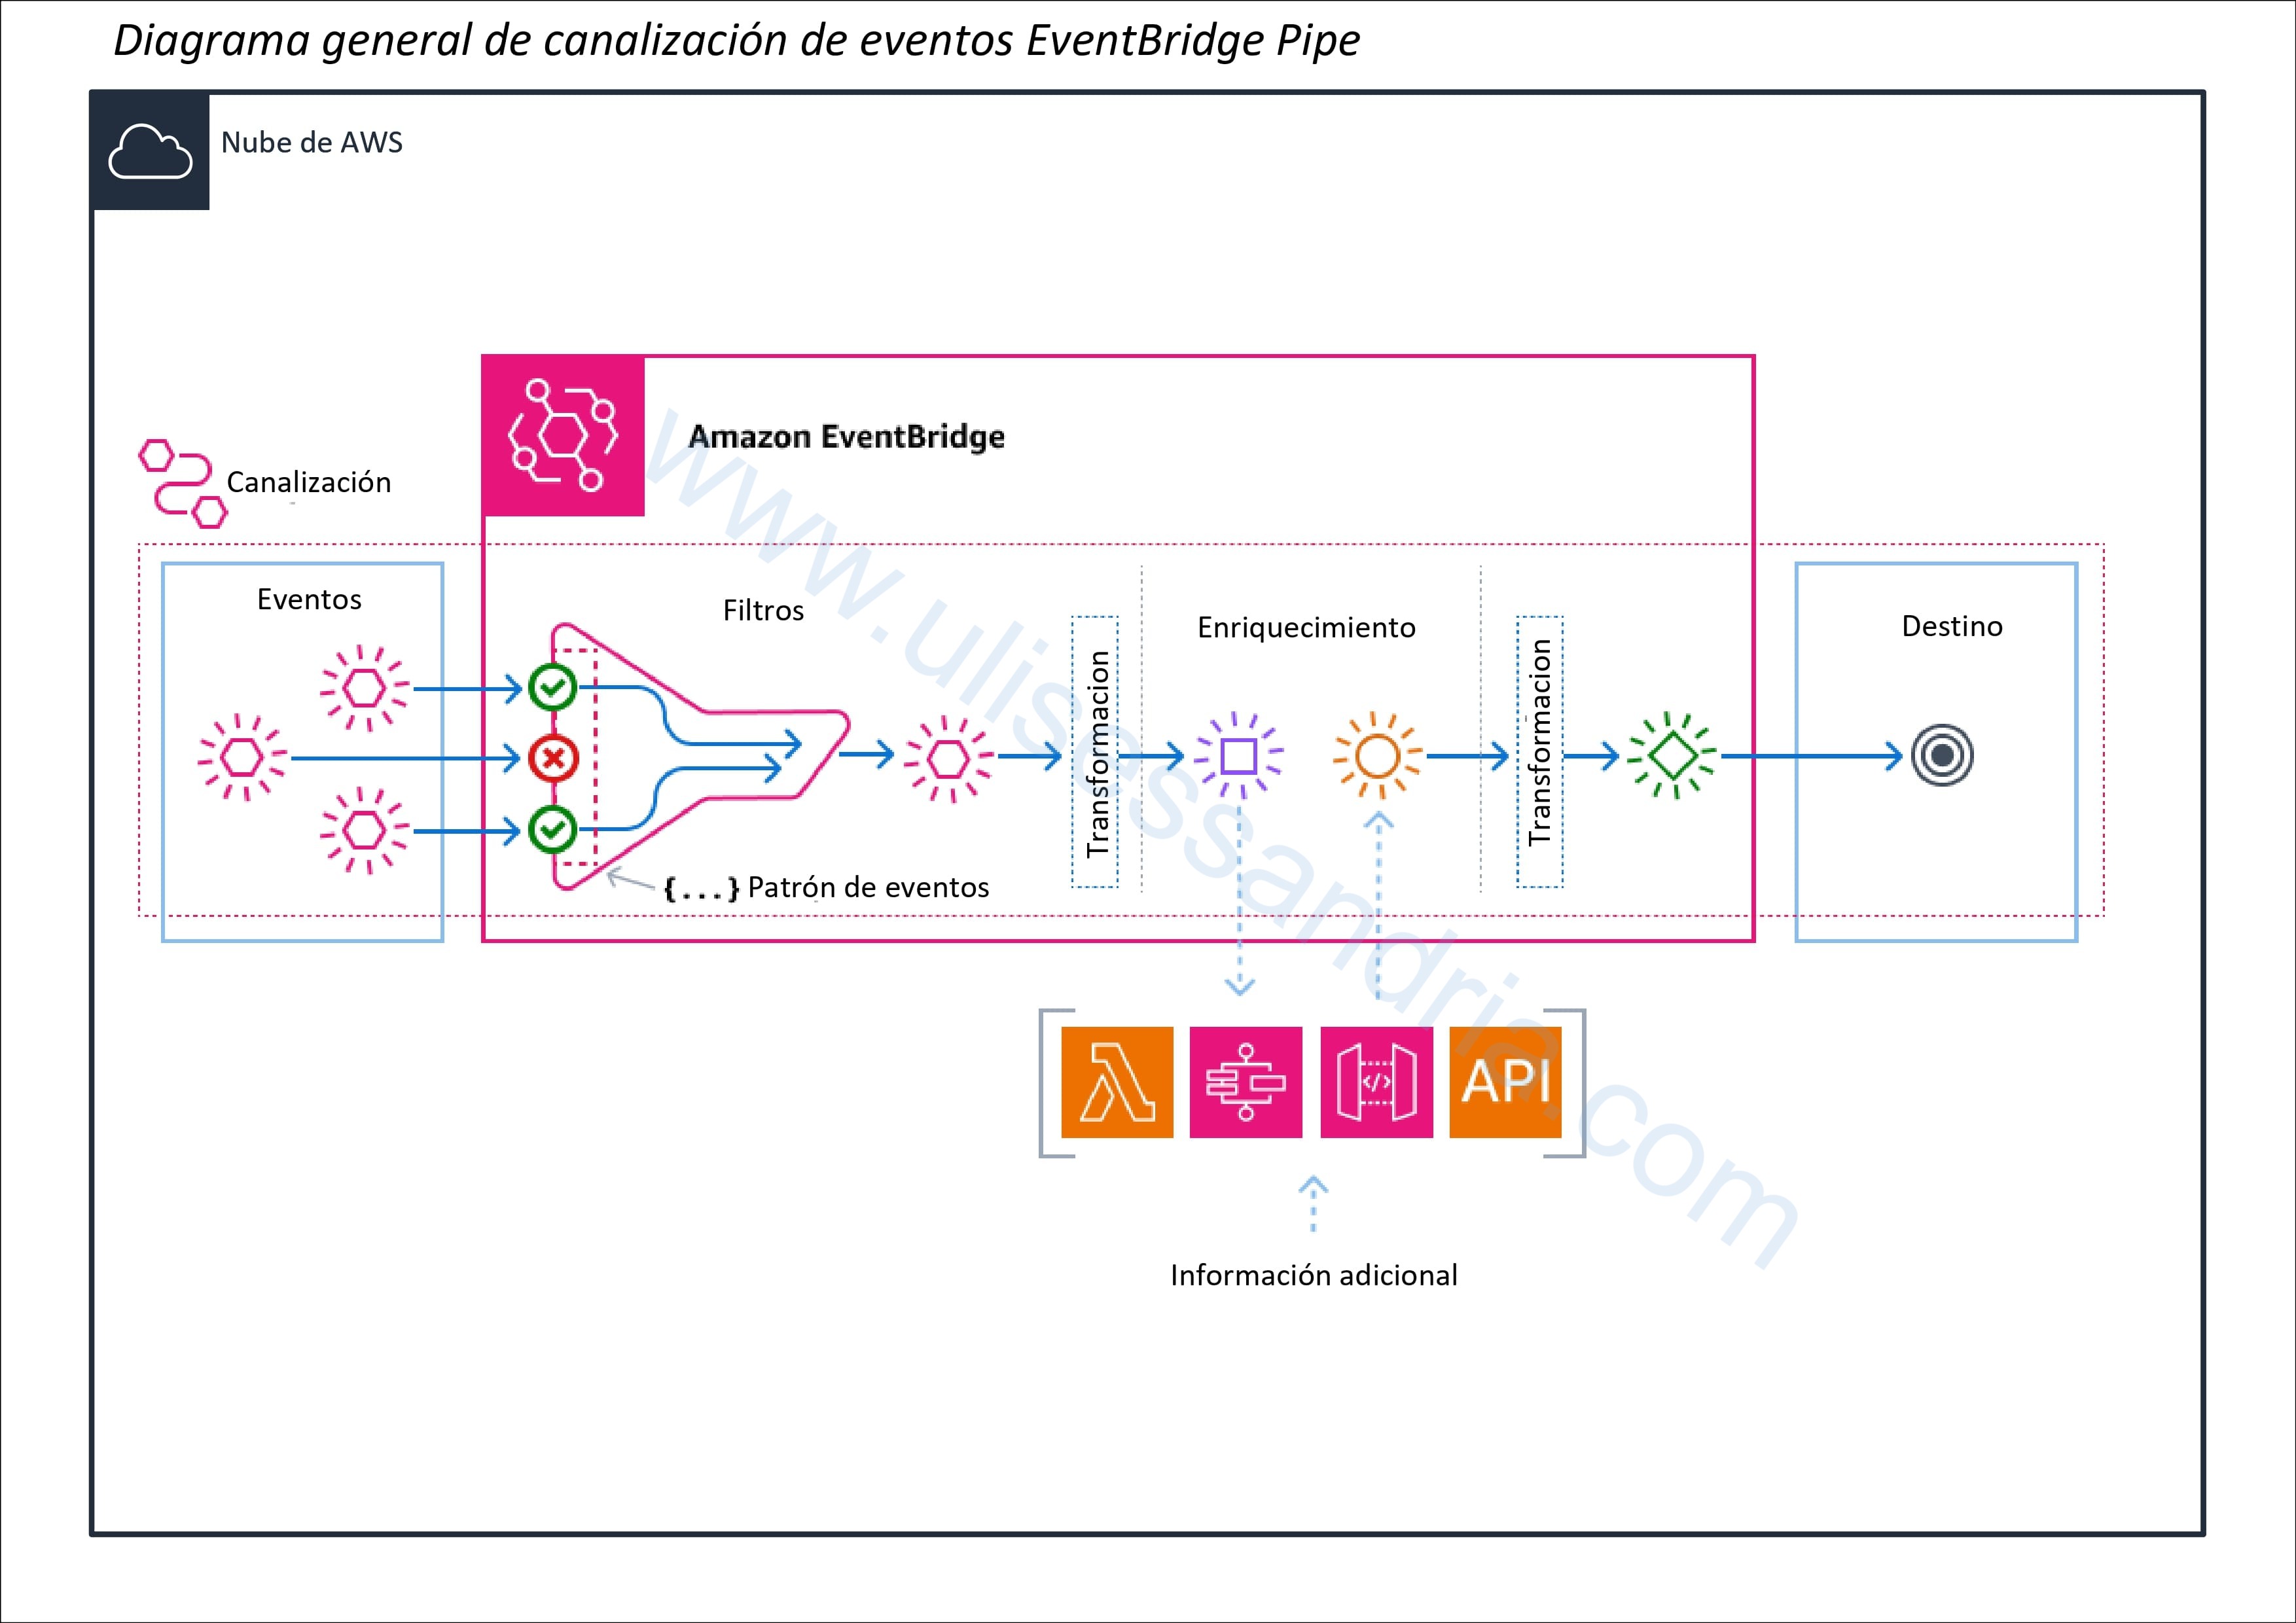 Diagrama general de canalización de eventos EventBridge Pipe
Nube de AWS
Amazon EventBridge
Canalización
Eventos
Filtros
Transformacion
Enriquecimiento
Transformacion
Destino
{...} Patrón de eventos
</>
API
Información adicional
www.ulisessandria.com